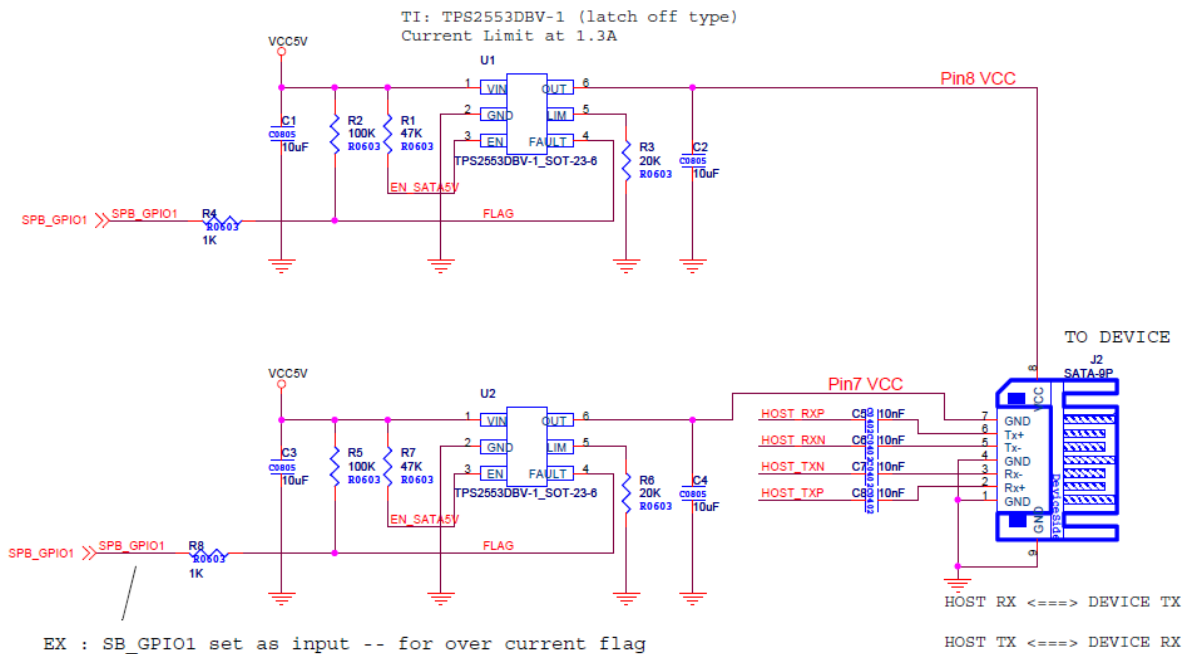 TI: TPS2553DBV-1 (latch off type)
Current Limit at 1.3A
VCC5V
U1
1 VIN OUT 6
2 GND LIM 5
3 EN FAULT 4
TPS2553DBV-1_SOT-23-6
Pin8 VCC
C1
C0805
10uF
R2
100K
R0603
R1
47K
R0603
R3
20K
R0603
C2
C0805
10uF
EN_SATA5V
SPB_GPIO1
SPB_GPIO1
R4
R0603
1K
FLAG
TO DEVICE
J2
SATA-9P
VCC5V
U2
1 VIN OUT 6
2 GND LIM 5
3 EN FAULT 4
TPS2553DBV-1_SOT-23-6
Pin7 VCC
C3
C0805
10uF
R5
100K
R0603
R7
47K
R0603
R6
20K
R0603
C4
C0805
10uF
EN_SATA5V
SPB_GPIO1
SPB_GPIO1
R8
R0603
1K
FLAG
HOST_RXP C5 10nF
HOST_RXN C6 10nF
HOST_TXN C7 10nF
HOST_TXP C8 10nF
8
VCC
7 GND
6 Tx+
5 Tx-
4 GND
3 Rx-
2 Rx+
1 GND
DeviceSide
GND
9
HOST RX <===> DEVICE TX
EX : SB_GPIO1 set as input -- for over current flag
HOST TX <===> DEVICE RX